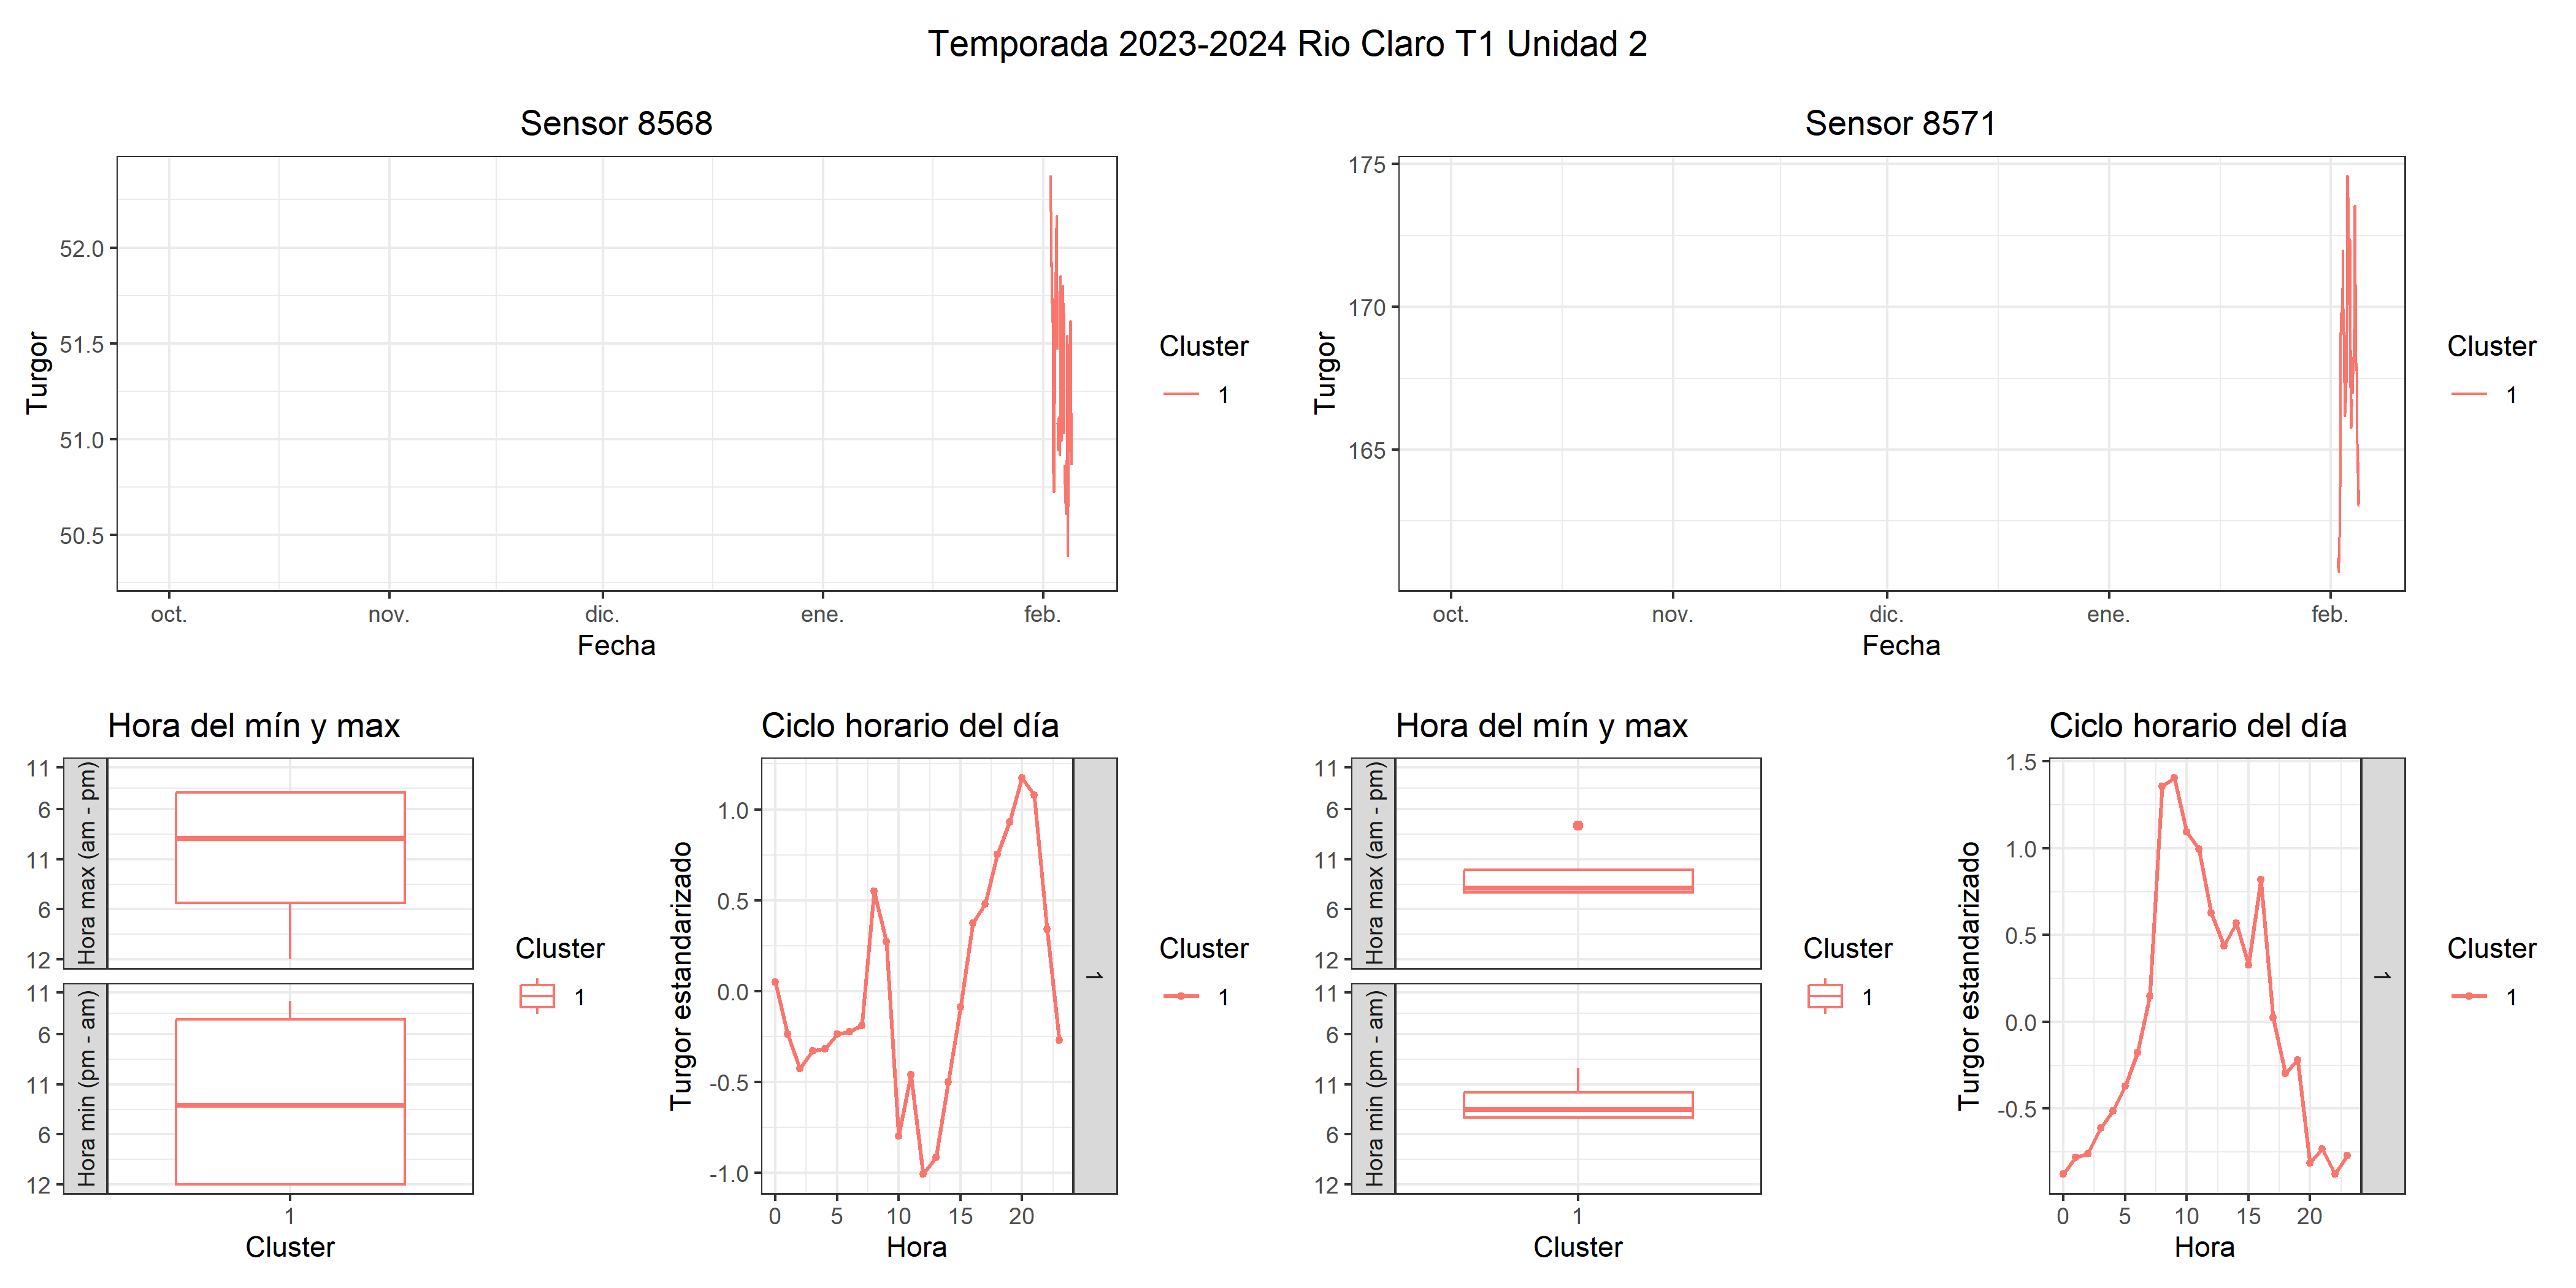 Temporada 2023-2024 Rio Claro T1 Unidad 2
Sensor 8568
Turgor
52.0
51.5
51.0
50.5
oct.
nov.
dic.
ene.
feb.
Fecha
Cluster
1
Sensor 8571
Turgor
175
170
165
oct.
nov.
dic.
ene.
feb.
Fecha
Cluster
1
Hora del mín y max
Hora max (am - pm)
11
6
11
6
12
Hora min (pm - am)
11
6
11
6
12
1
Cluster
Cluster
1
Ciclo horario del día
Turgor estandarizado
1.0
0.5
0.0
-0.5
-1.0
0
5
10
15
20
Hora
1
Cluster
1
Hora del mín y max
Hora max (am - pm)
11
6
11
6
12
Hora min (pm - am)
11
6
11
6
12
1
Cluster
Cluster
1
Ciclo horario del día
Turgor estandarizado
1.5
1.0
0.5
0.0
-0.5
0
5
10
15
20
Hora
1
Cluster
1